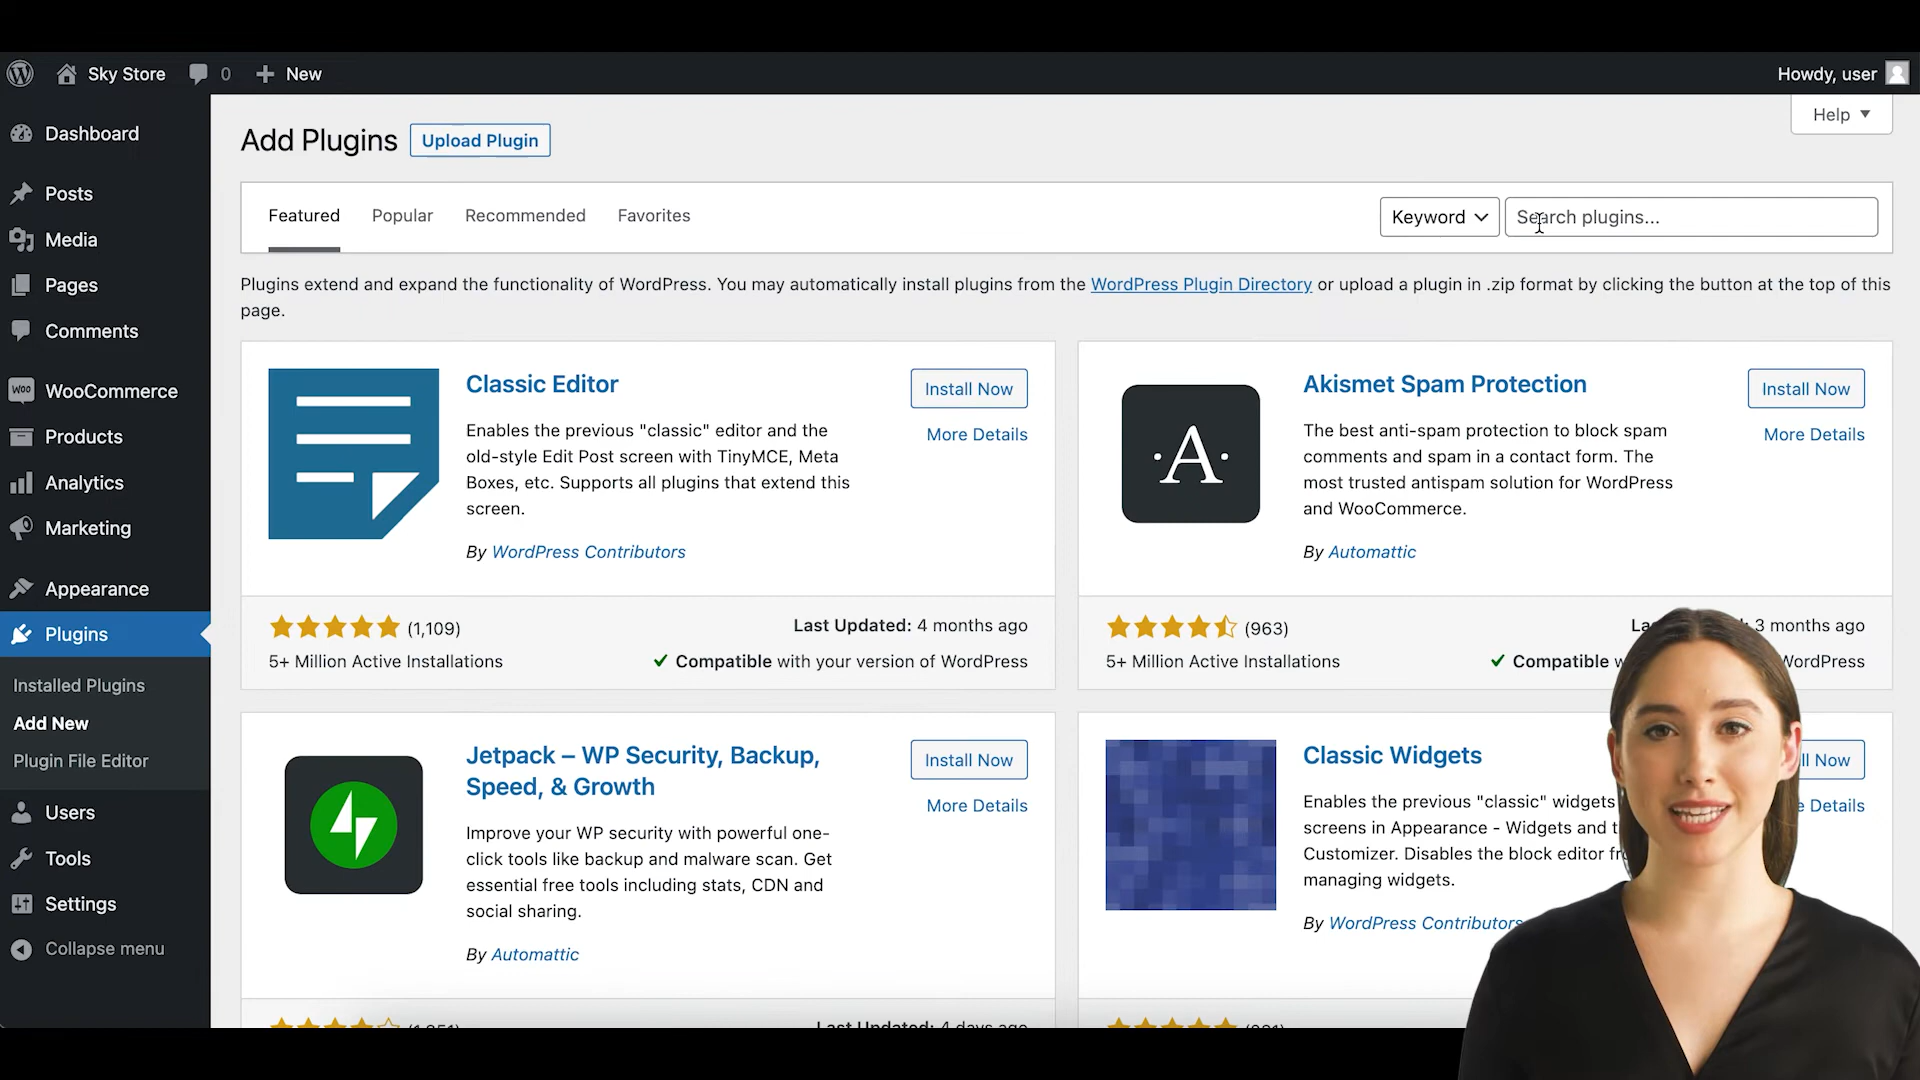 Sky Store
0
New
Howdy, user
Help
Dashboard
Posts
Media
Pages
Comments
WOO
WooCommerce
Products
Analytics
Marketing
Appearance
Plugins
Installed Plugins
Add New
Plugin File Editor
Users
Tools
Settings
Collapse menu
Add Plugins
Upload Plugin
Featured
Popular
Recommended
Favorites
Keyword
Search plugins...
Plugins extend and expand the functionality of WordPress. You may automatically install plugins from the WordPress Plugin Directory or upload a plugin in .zip format by clicking the button at the top of this
page.
Classic Editor
Install Now
More Details
Enables the previous "classic" editor and the
old-style Edit Post screen with TinyMCE, Meta
Boxes, etc. Supports all plugins that extend this
screen.
By WordPress Contributors
(1,109)
Last Updated: 4 months ago
5+ Million Active Installations
Compatible with your version of WordPress
A
Akismet Spam Protection
Install Now
More Details
The best anti-spam protection to block spam
comments and spam in a contact form. The
most trusted antispam solution for WordPress
and WooCommerce.
By Automattic
(963)
3 months ago
5+ Million Active Installations
Compatible
WordPress
Jetpack – WP Security, Backup,
Speed, & Growth
Install Now
More Details
Improve your WP security with powerful one-
click tools like backup and malware scan. Get
essential free tools including stats, CDN and
social sharing.
By Automattic
Last Updated: 4 days ago
Classic Widgets
Now
Details
Enables the previous "classic" widgets
screens in Appearance - Widgets and
Customizer. Disables the block editor
managing widgets.
By WordPress Contributors